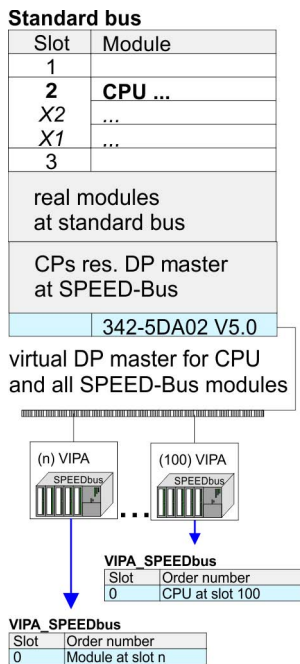 Standard bus
Slot Module
1
2 CPU ...
X2 ...
X1 ...
3
real modules
at standard bus
CPs res. DP master
at SPEED-Bus
342-5DA02 V5.0
virtual DP master for CPU
and all SPEED-Bus modules
(n) VIPA (100) VIPA
SPEEDbus SPEEDbus
...
VIPA_SPEEDbus
Slot Order number
0 CPU at slot 100
VIPA_SPEEDbus
Slot Order number
0 Module at slot n